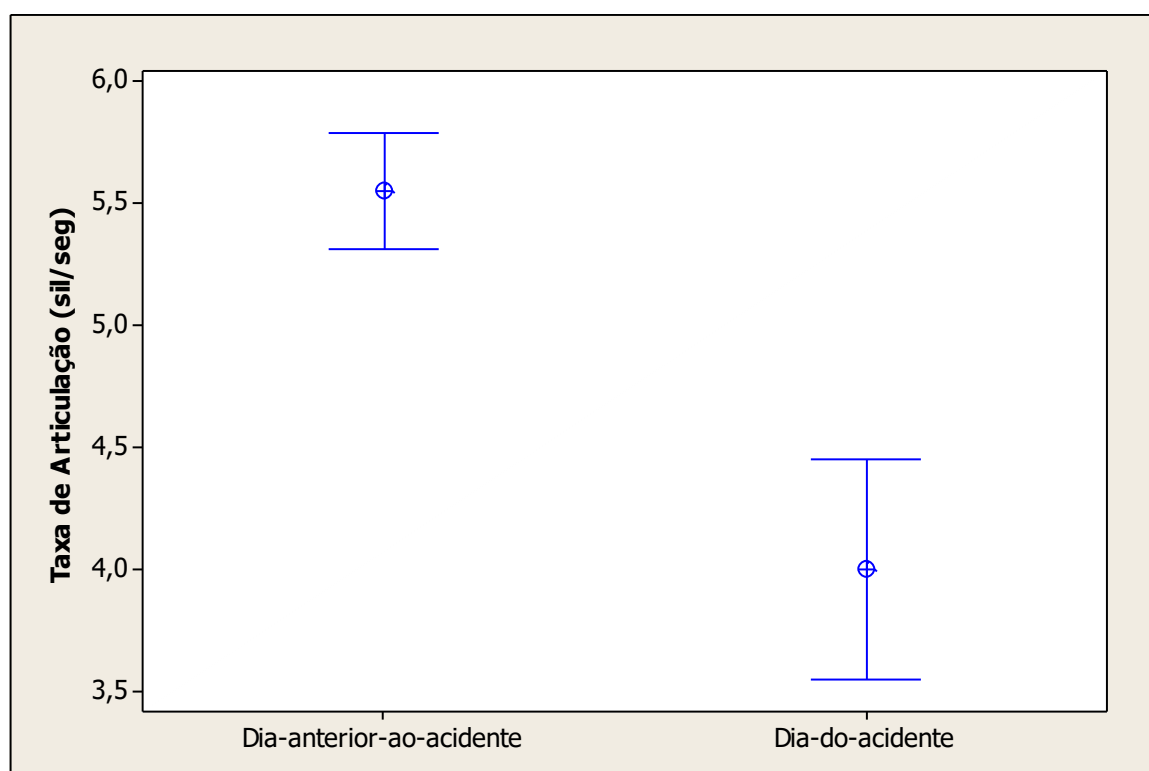 6,0
5,5
5,0
4,5
4,0
3,5
Taxa de Articulação (sil/seg)
Dia-anterior-ao-acidente
Dia-do-acidente